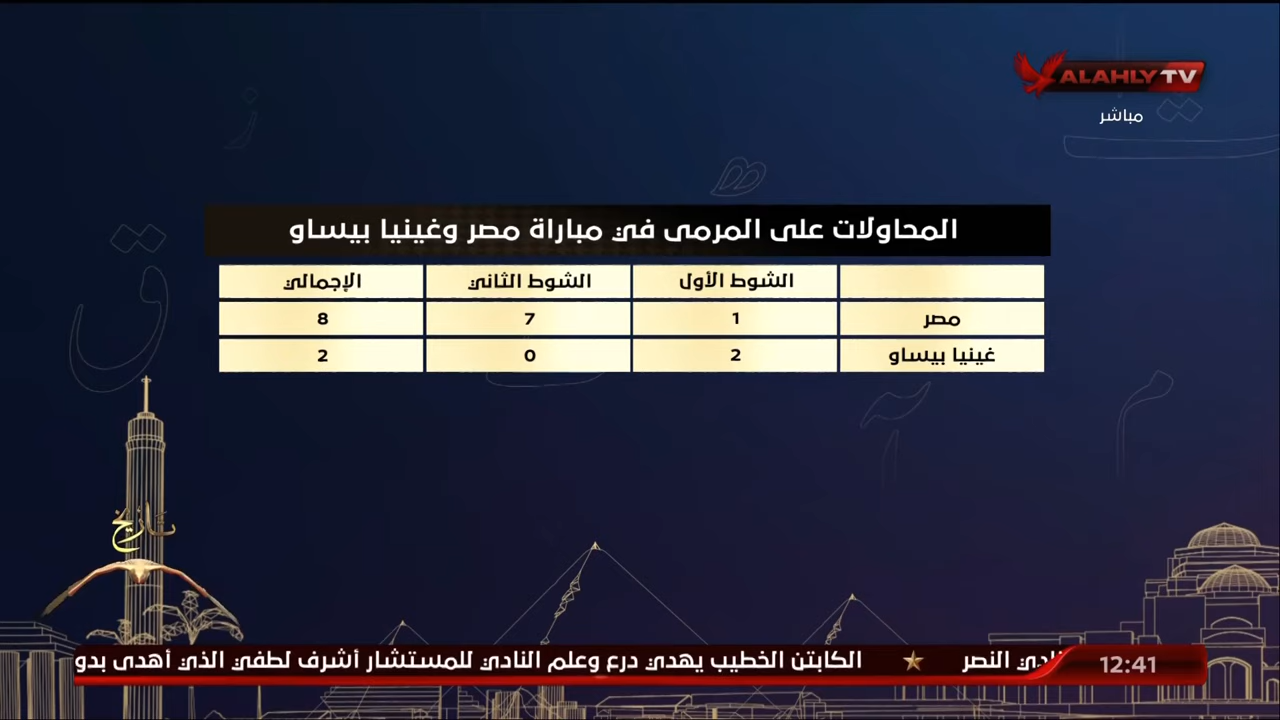 ALAHLY TV
مباشر
المحاولات على المرمى في مباراة مصر وغينيا بيساو
الشوط الأول الشوط الثاني الإجمالي
مصر 1 7 8
غينيا بيساو 2 0 2
تاريخ
النصر ★ الكابتن الخطيب يهدي درع وعلم النادي للمستشار أشرف لطفي الذي أهدى
12:41